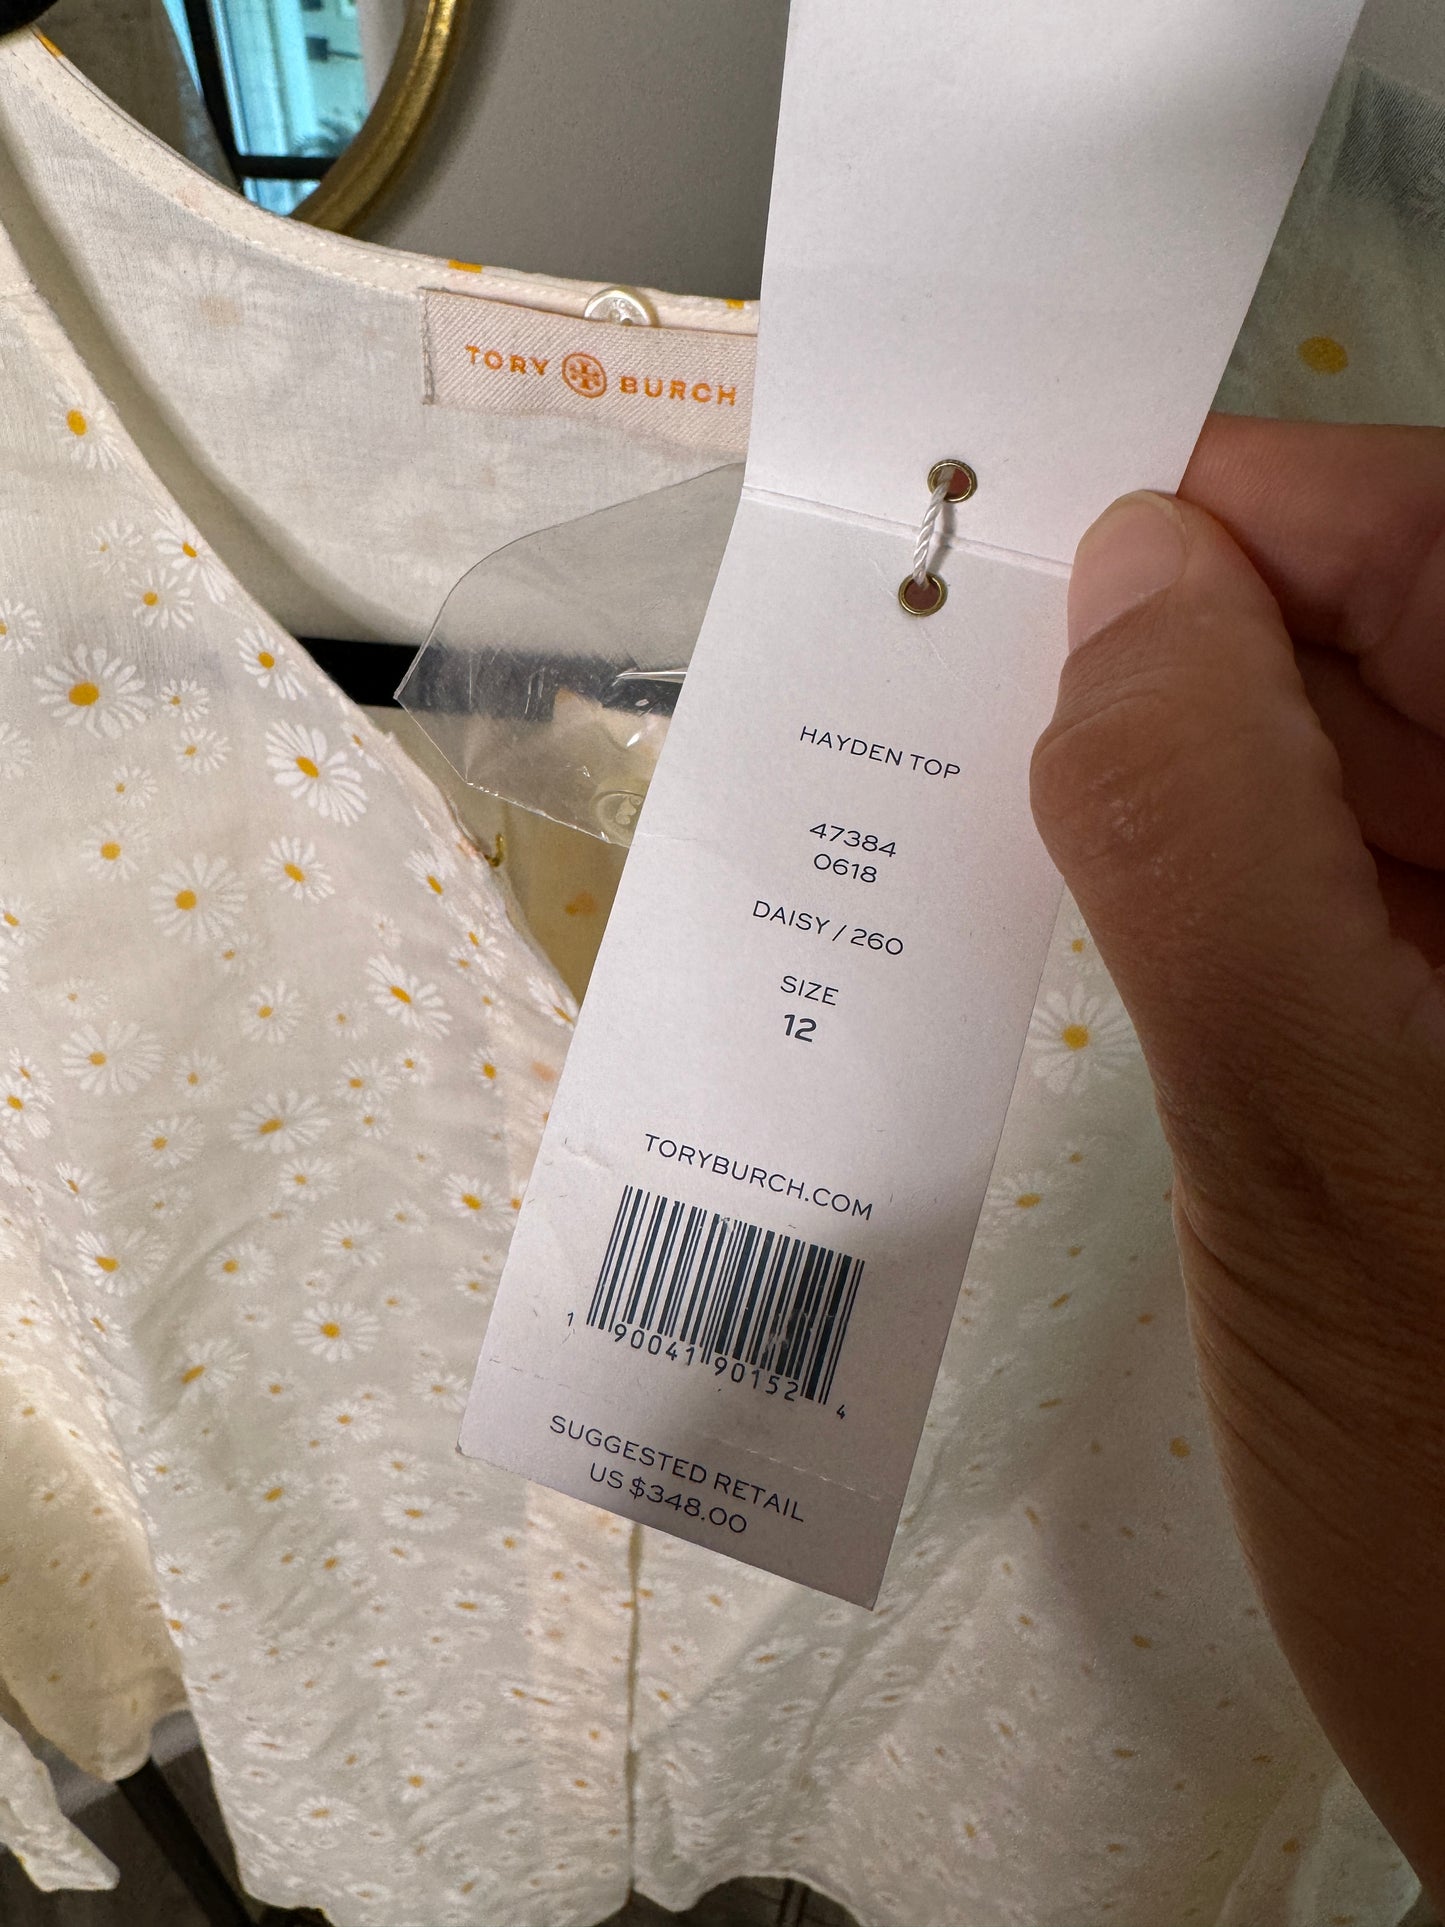 TORY BURCH
HAYDEN TOP
47384
0618
DAISY / 260
SIZE
12
TORYBURCH.COM
1 90041 90152 4
SUGGESTED RETAIL
US $348.00